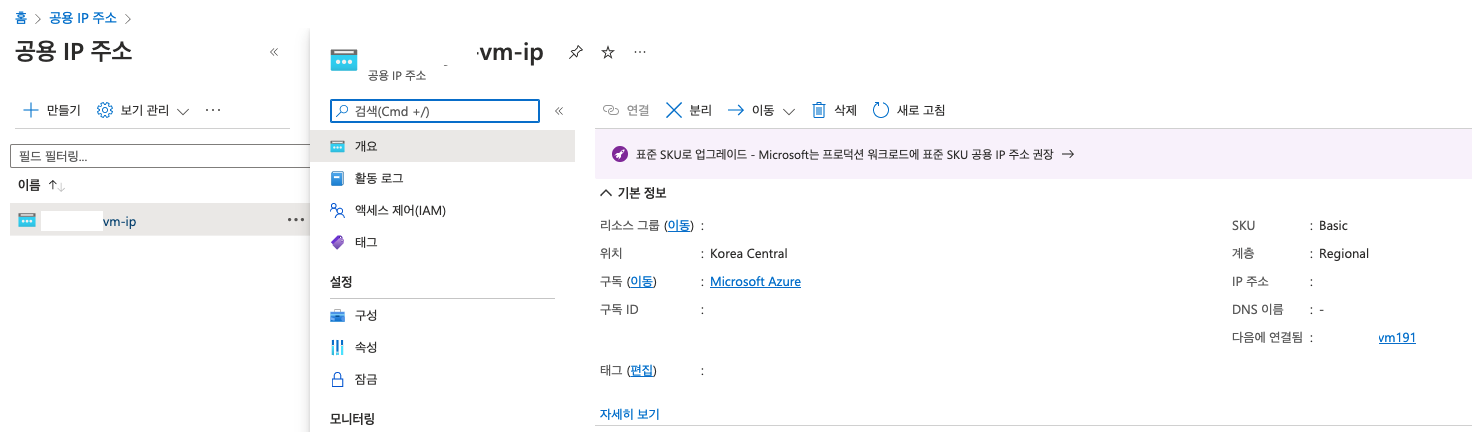 홈 > 공용 IP 주소 >
공용 IP 주소 «
+ 만들기 보기 관리 ...
필드 필터링...
이름 ↑↓
vm-ip ...
-vm-ip ...
공용 IP 주소
검색(Cmd +/) «
개요
활동 로그
액세스 제어(IAM)
태그
설정
구성
속성
잠금
모니터링
연결 분리 이동 삭제 새로 고침
표준 SKU로 업그레이드 - Microsoft는 프로덕션 워크로드에 표준 SKU 공용 IP 주소 권장 →
기본 정보
리소스 그룹 (이동) :
위치 : Korea Central
구독 (이동) : Microsoft Azure
구독 ID :
태그 (편집) :
자세히 보기
SKU : Basic
계층 : Regional
IP 주소 :
DNS 이름 : -
다음에 연결됨 : vm191